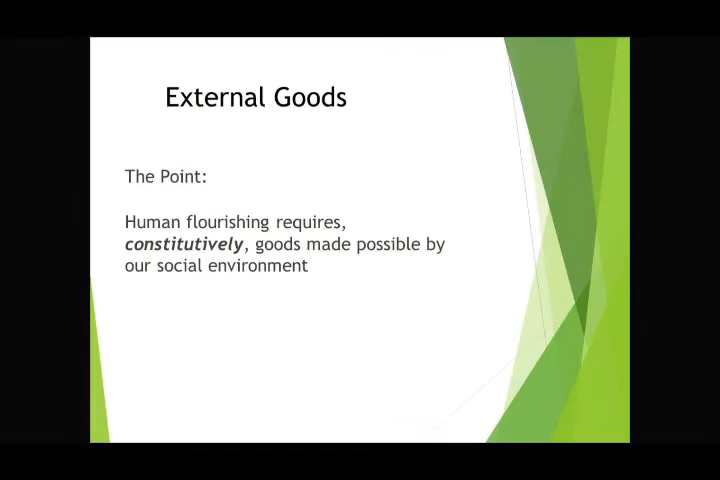 External Goods
The Point:
Human flourishing requires,
constitutively, goods made possible by
our social environment